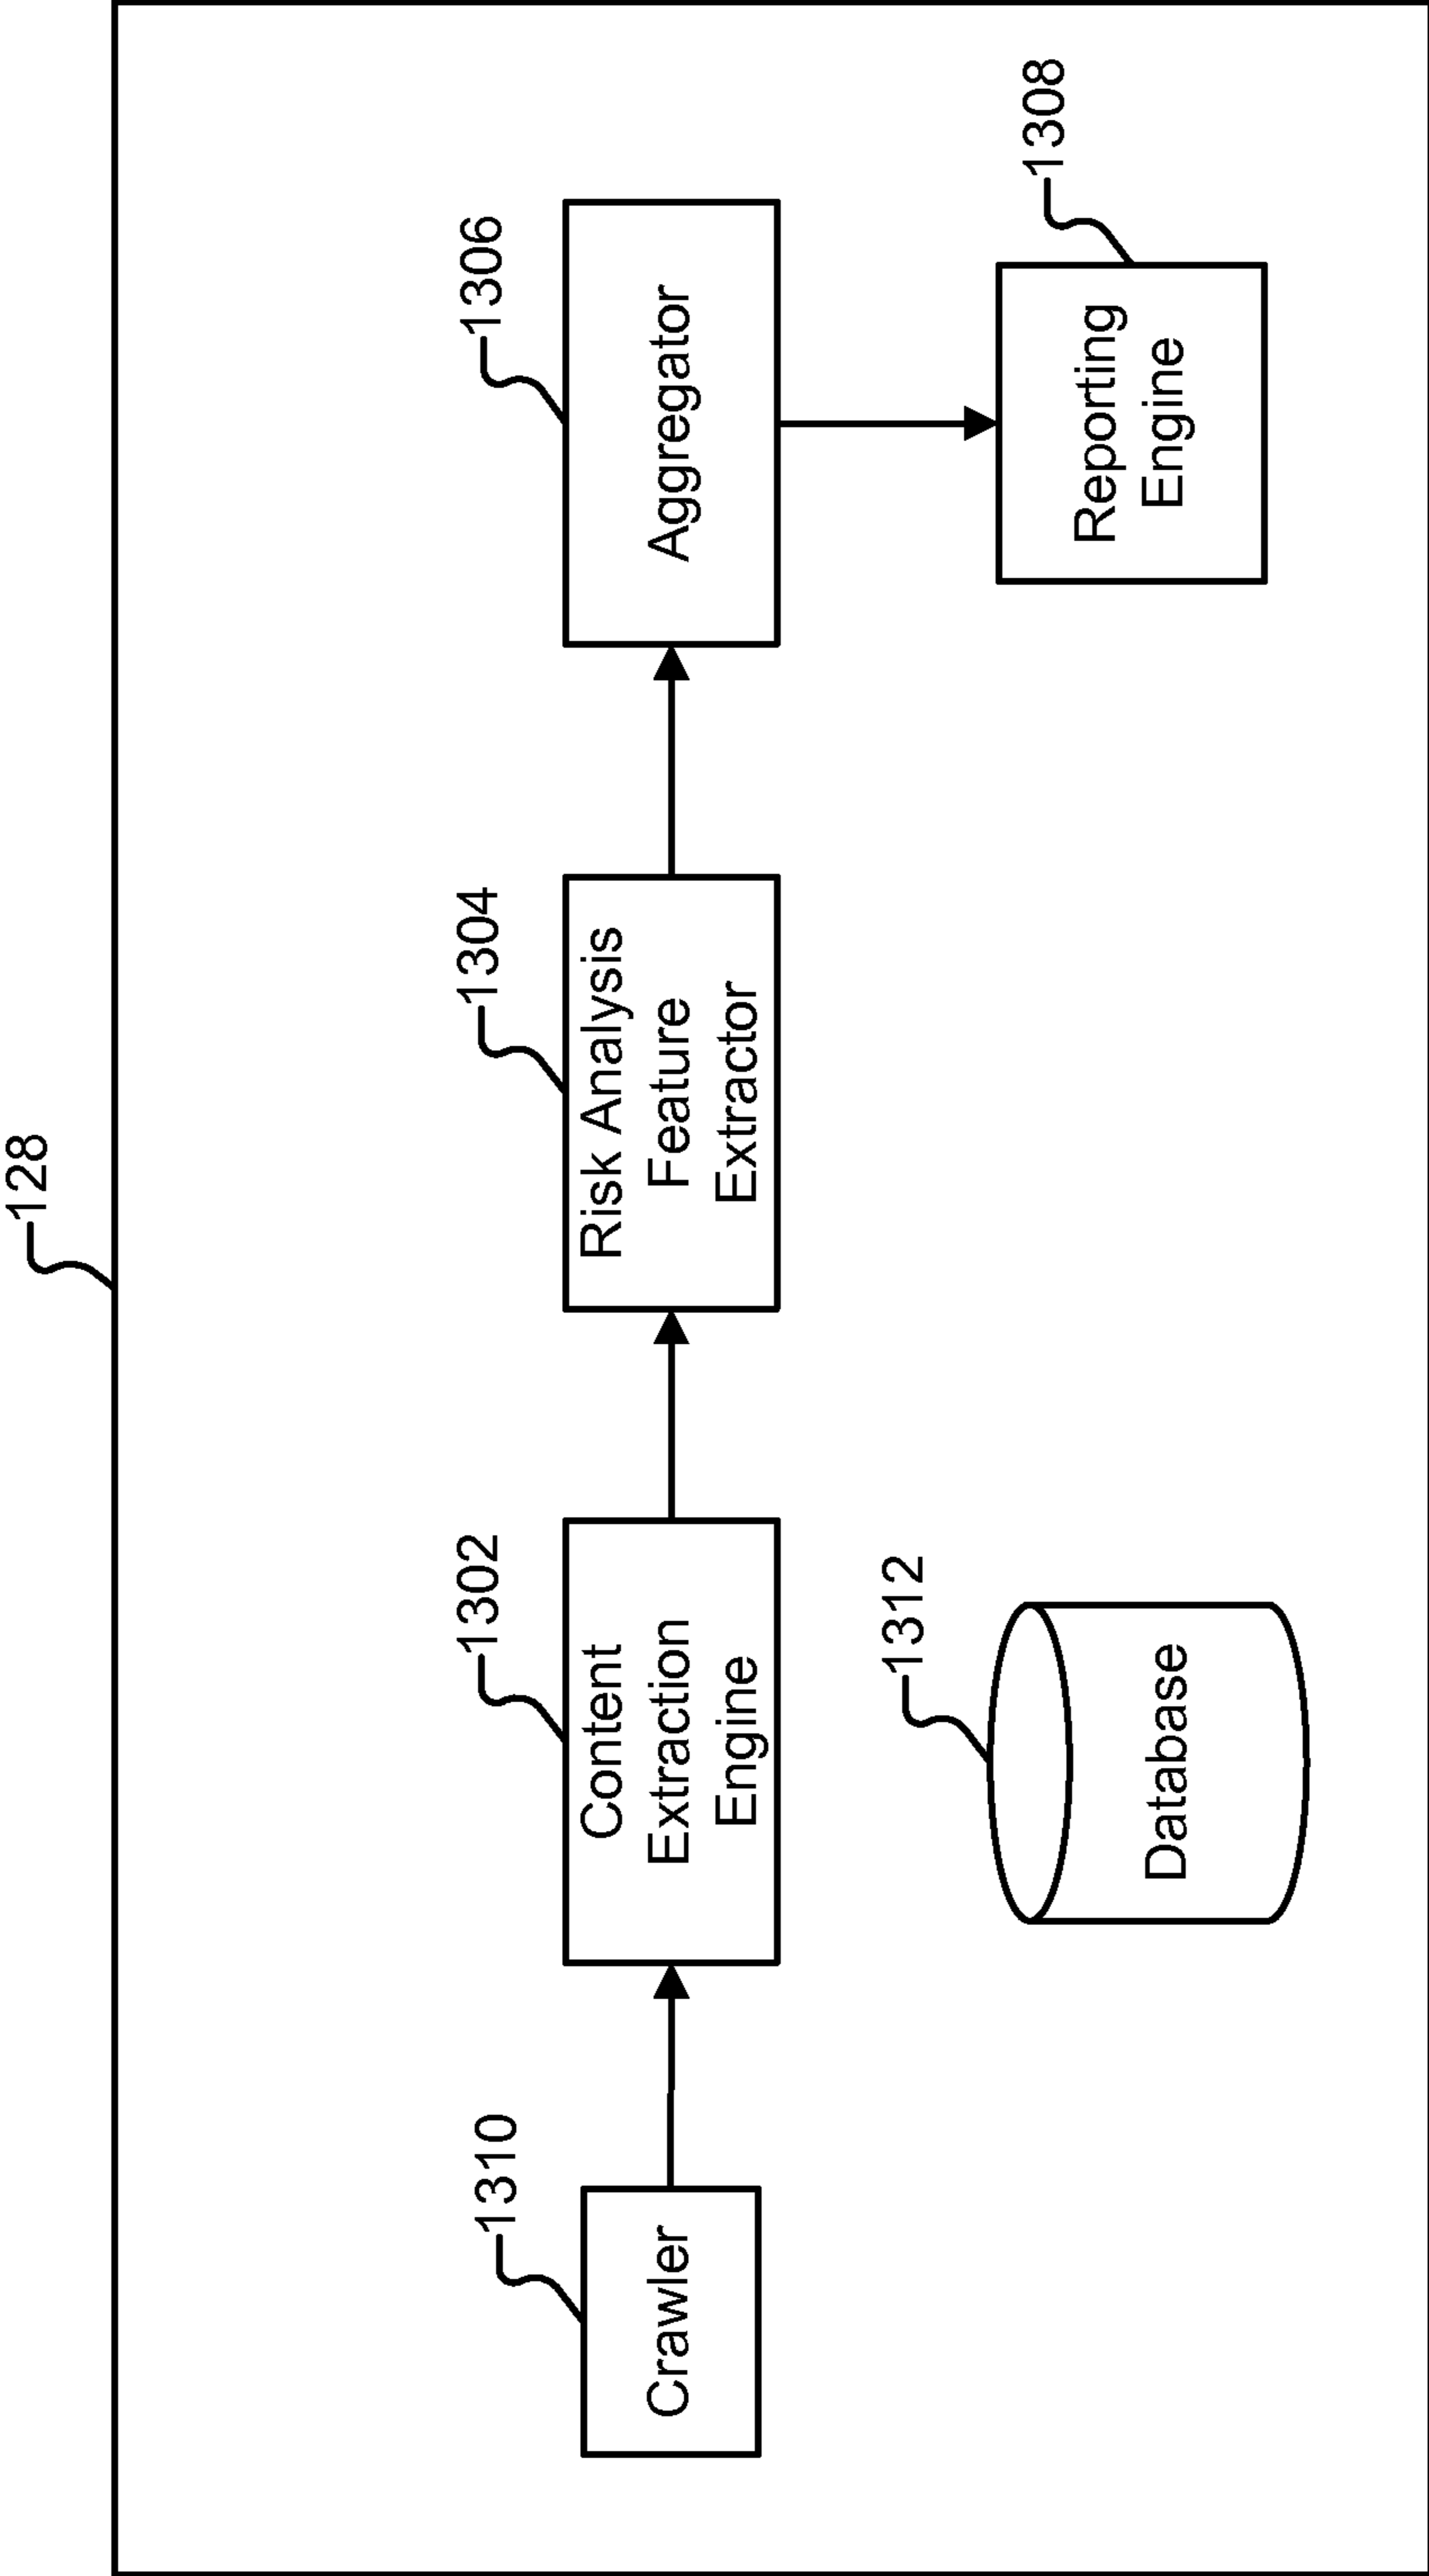 128
1310
1302
1304
1306
Crawler
Content
Extraction
Engine
Risk Analysis
Feature
Extractor
Aggregator
1312
1308
Database
Reporting
Engine